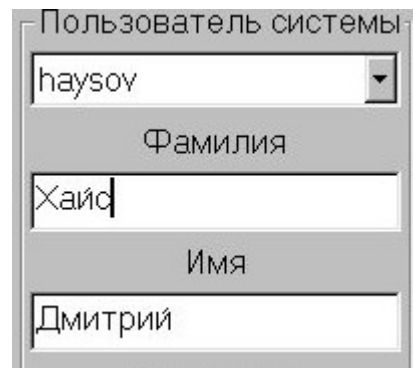 Пользователь системы
haysov
Фамилия
Хайс
Имя
Дмитрий